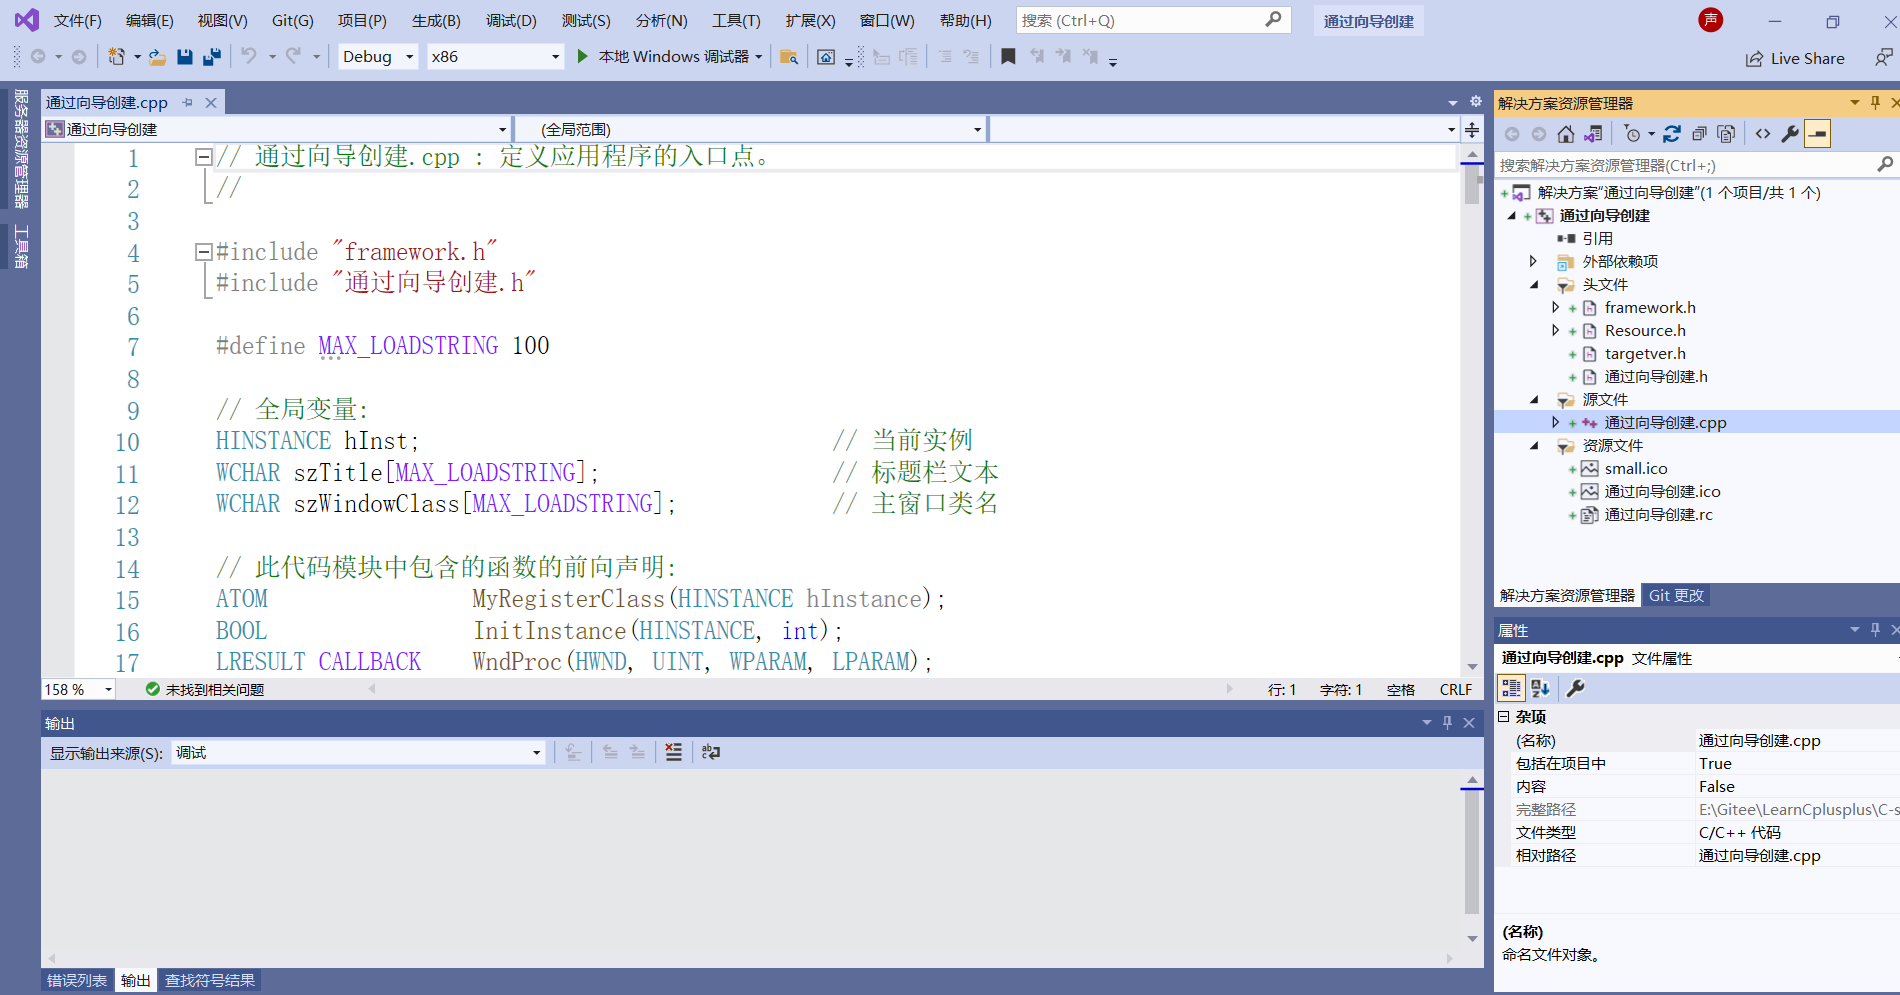 文件(F) 编辑(E) 视图(V) Git(G) 项目(P) 生成(B) 调试(D) 测试(S) 分析(N) 工具(T) 扩展(X) 窗口(W) 帮助(H) 搜索 (Ctrl+Q) 通过向导创建 声
Debug x86 本地 Windows 调试器 Live Share
服务器资源管理器
工具箱
通过向导创建.cpp
通过向导创建 (全局范围)
1 // 通过向导创建.cpp : 定义应用程序的入口点。
2 //
3
4 #include "framework.h"
5 #include "通过向导创建.h"
6
7 #define MAX_LOADSTRING 100
8
9 // 全局变量:
10 HINSTANCE hInst; // 当前实例
11 WCHAR szTitle[MAX_LOADSTRING]; // 标题栏文本
12 WCHAR szWindowClass[MAX_LOADSTRING]; // 主窗口类名
13
14 // 此代码模块中包含的函数的前向声明:
15 ATOM MyRegisterClass(HINSTANCE hInstance);
16 BOOL InitInstance(HINSTANCE, int);
17 LRESULT CALLBACK WndProc(HWND, UINT, WPARAM, LPARAM);
158 % 未找到相关问题 行: 1 字符: 1 空格 CRLF
输出
显示输出来源(S): 调试
错误列表 输出 查找符号结果
解决方案资源管理器
搜索解决方案资源管理器(Ctrl+;)
解决方案“通过向导创建”(1 个项目/共 1 个)
通过向导创建
引用
外部依赖项
头文件
framework.h
Resource.h
targetver.h
通过向导创建.h
源文件
通过向导创建.cpp
资源文件
small.ico
通过向导创建.ico
通过向导创建.rc
解决方案资源管理器 Git 更改
属性
通过向导创建.cpp 文件属性
杂项
(名称) 通过向导创建.cpp
包括在项目中 True
内容 False
完整路径 E:\Gitee\LearnCplusplus\C-s
文件类型 C/C++ 代码
相对路径 通过向导创建.cpp
(名称)
命名文件对象。